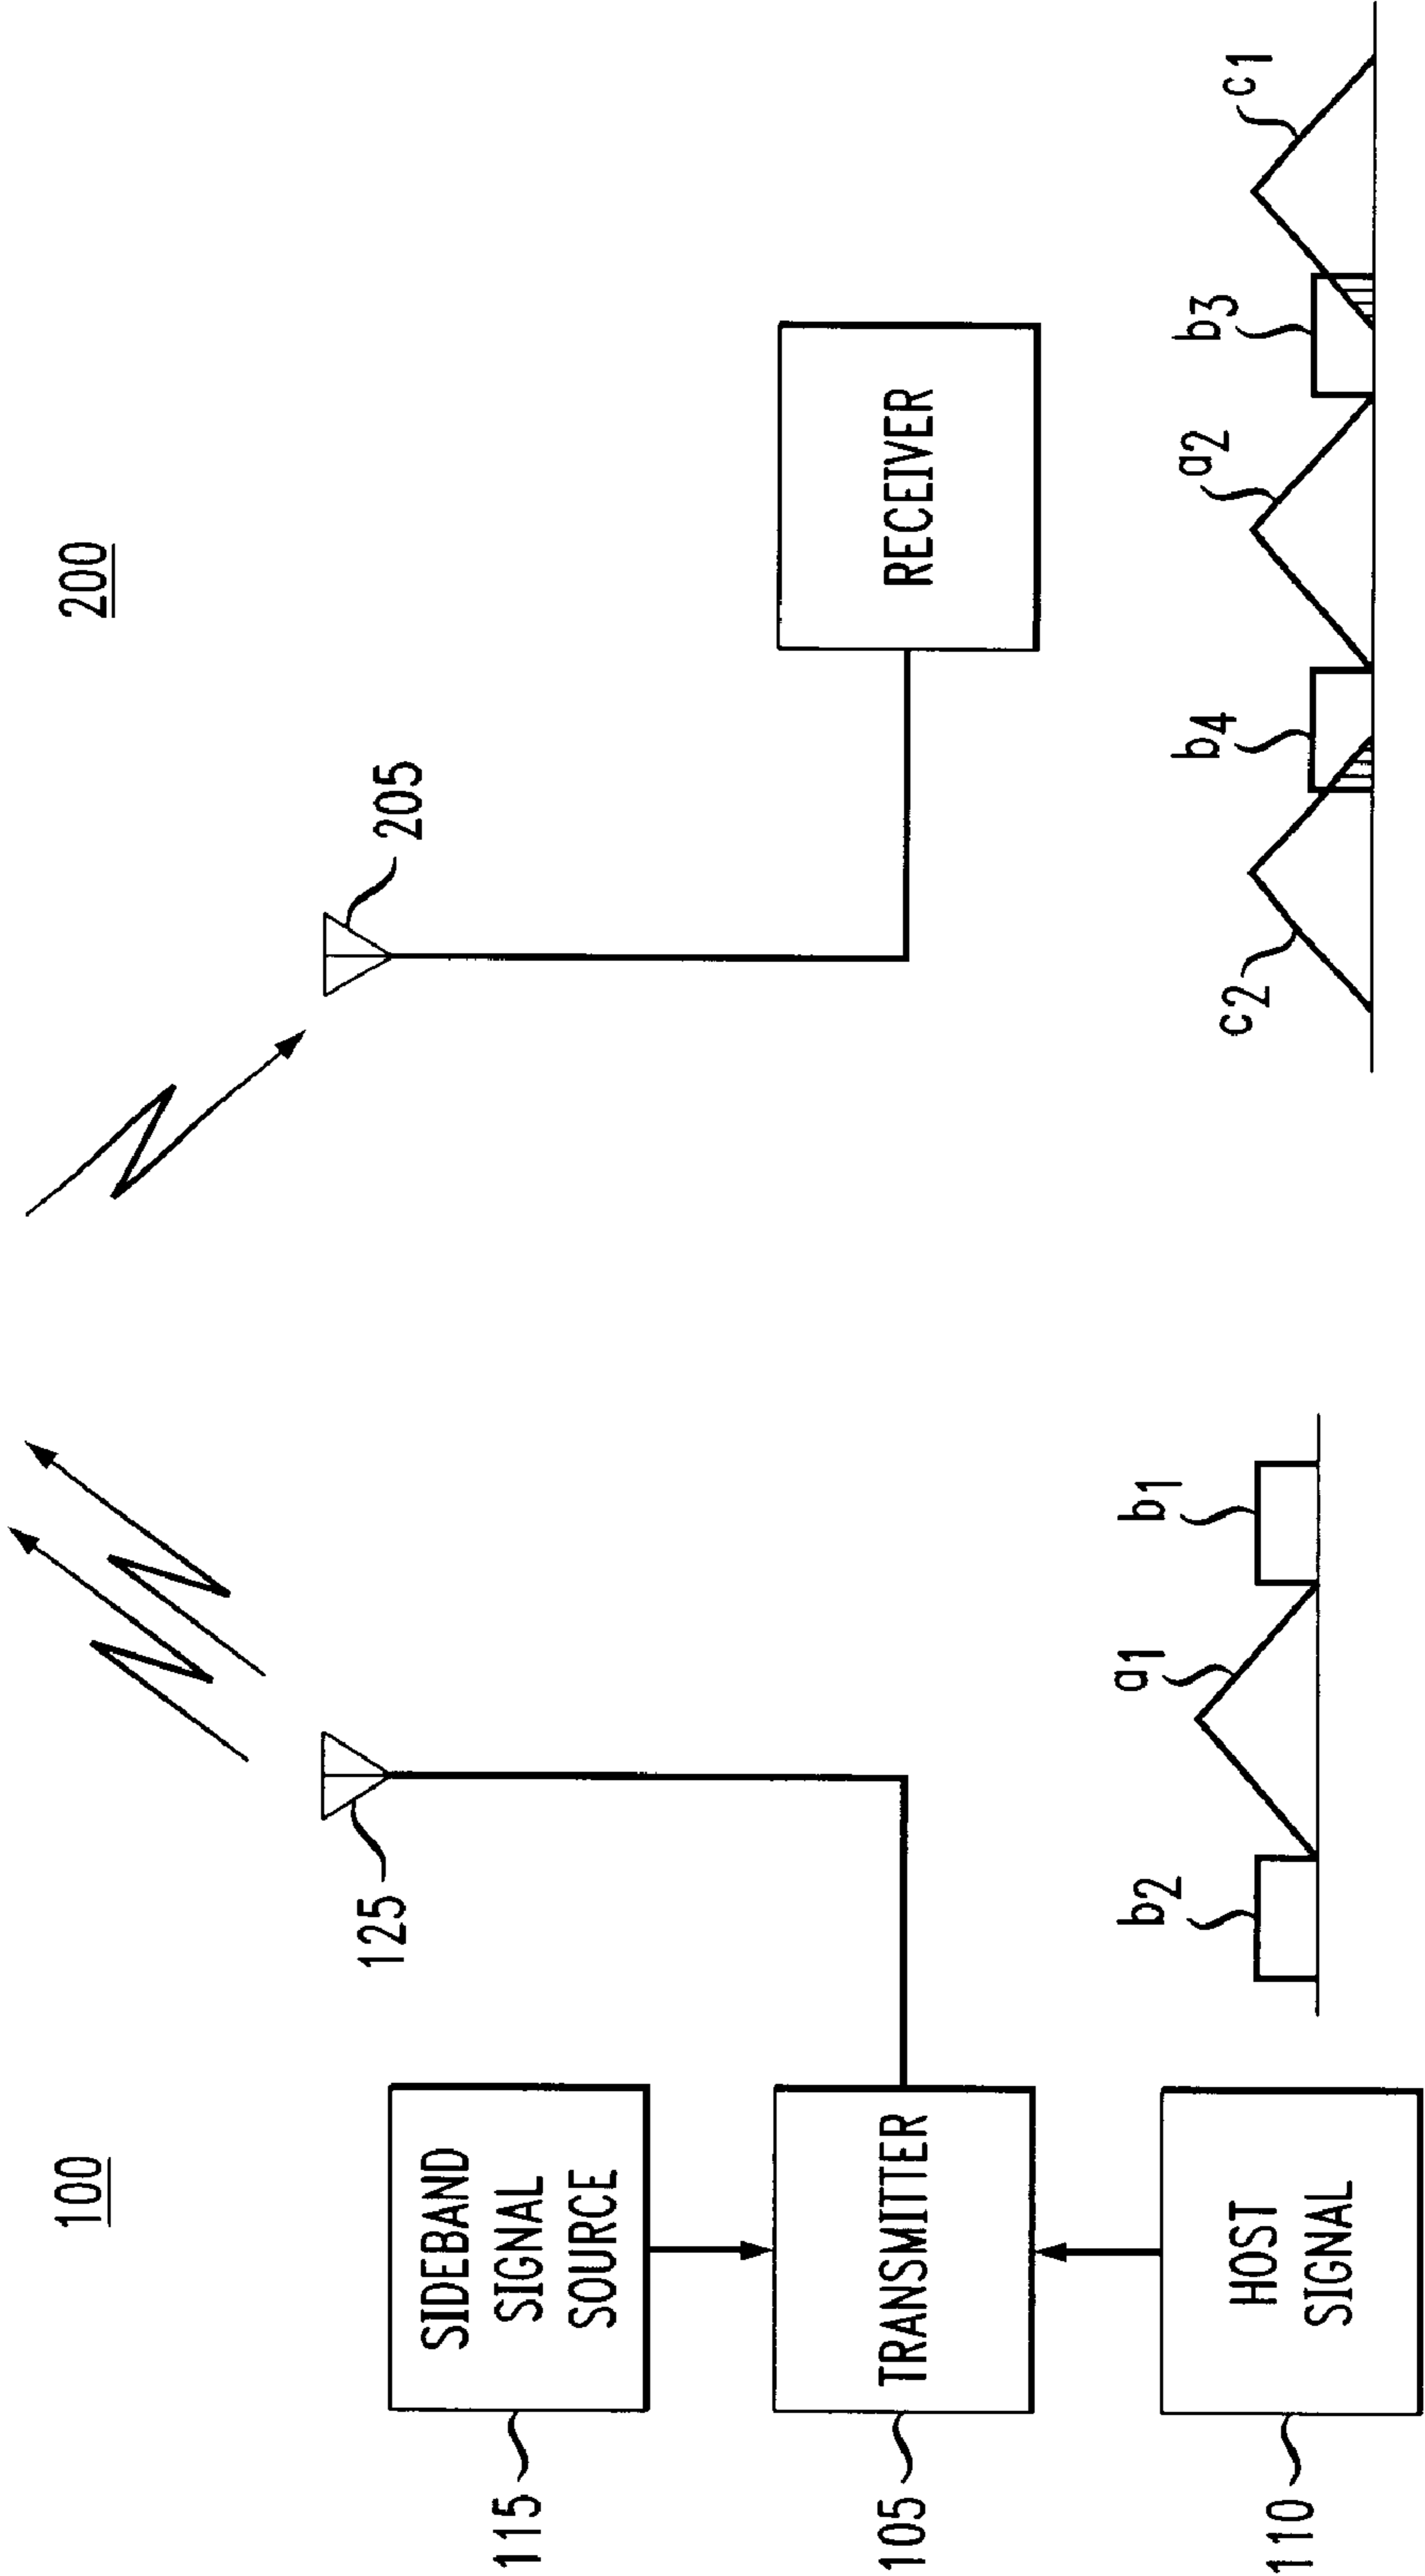 100
200
115
SIDEBAND
SIGNAL
SOURCE
125
205
105
TRANSMITTER
RECEIVER
110
HOST
SIGNAL
b2
a1
b1
c2
b4
a2
b3
c1